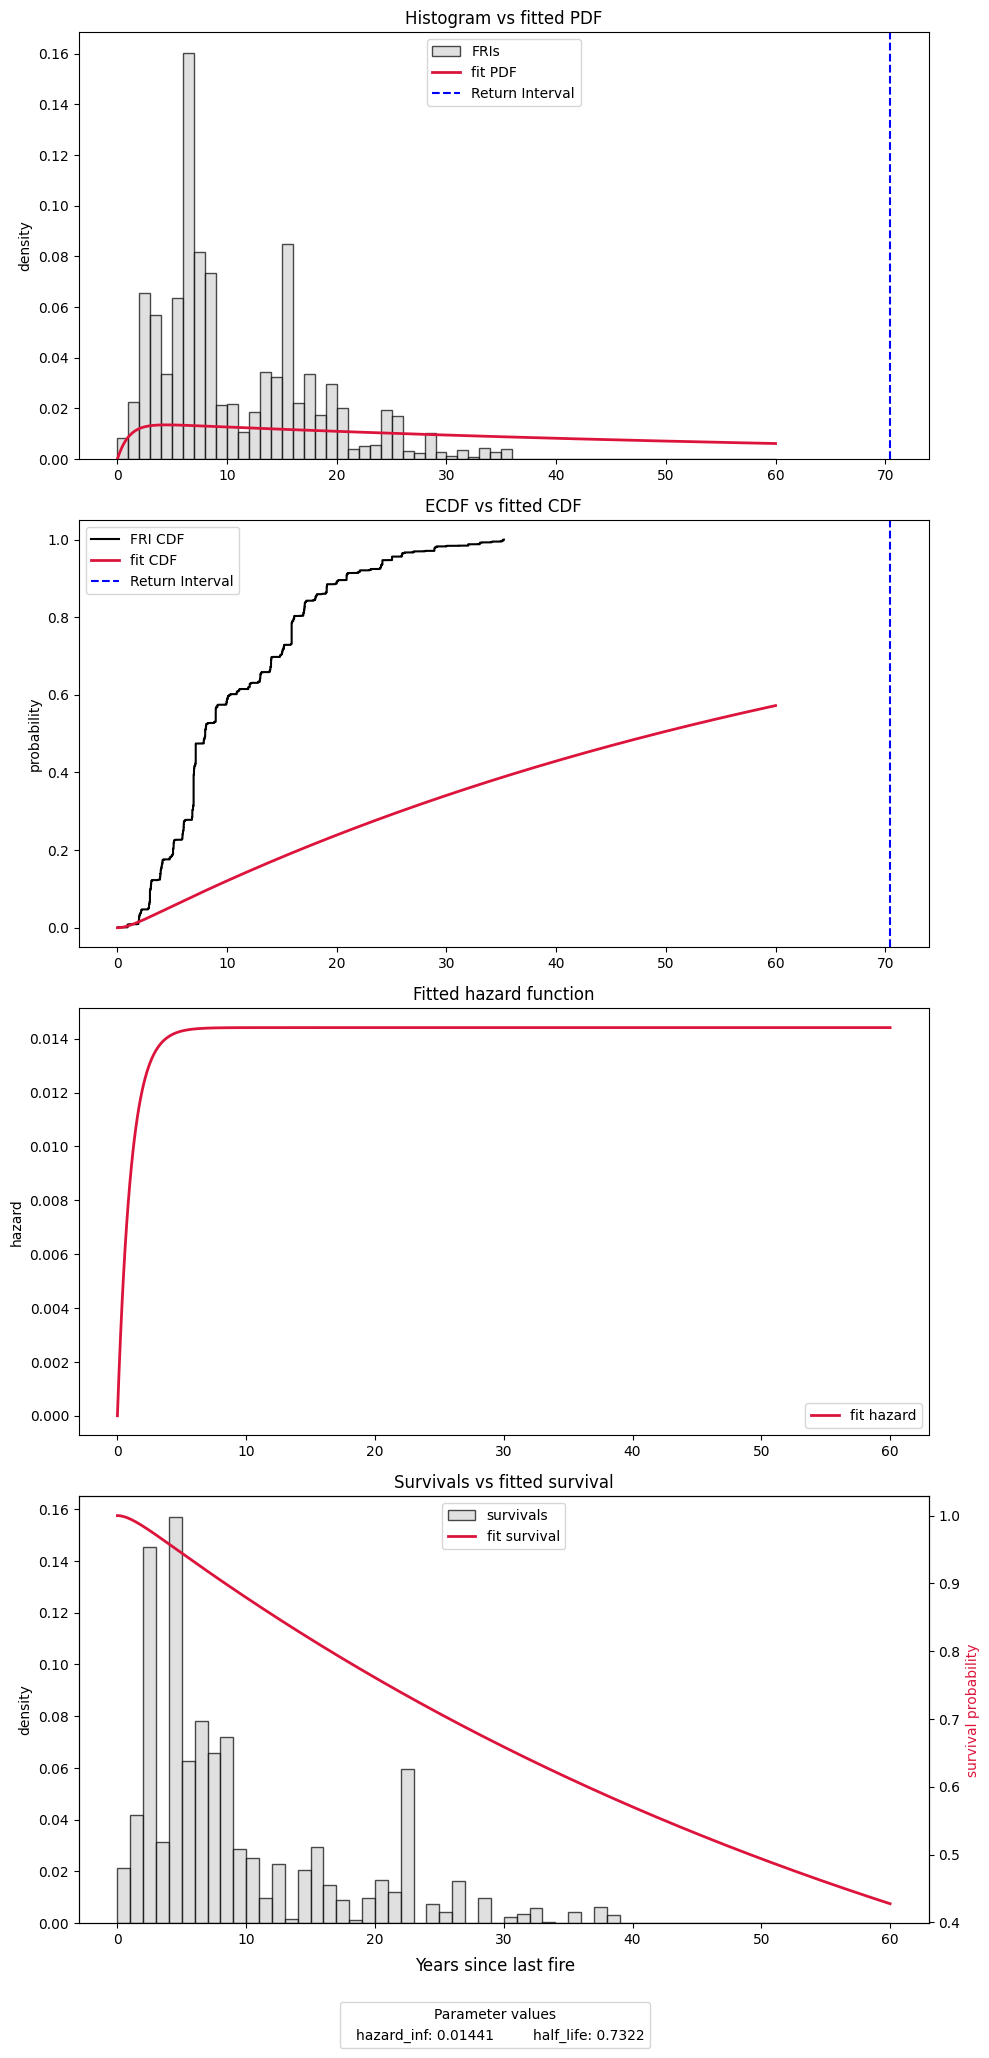 Histogram vs fitted PDF
0.16
0.14
0.12
0.10
0.08
0.06
0.04
0.02
0.00
density
FRIs
fit PDF
Return Interval
0 10 20 30 40 50 60 70
ECDF vs fitted CDF
1.0
0.8
0.6
0.4
0.2
0.0
probability
FRI CDF
fit CDF
Return Interval
0 10 20 30 40 50 60 70
Fitted hazard function
0.014
0.012
0.010
0.008
0.006
0.004
0.002
0.000
hazard
fit hazard
0 10 20 30 40 50 60
Survivals vs fitted survival
0.16
0.14
0.12
0.10
0.08
0.06
0.04
0.02
0.00
density
survivals
fit survival
1.0
0.9
0.8
0.7
0.6
0.5
0.4
survival probability
0 10 20 30 40 50 60
Years since last fire
Parameter values
hazard_inf: 0.01441 half_life: 0.7322